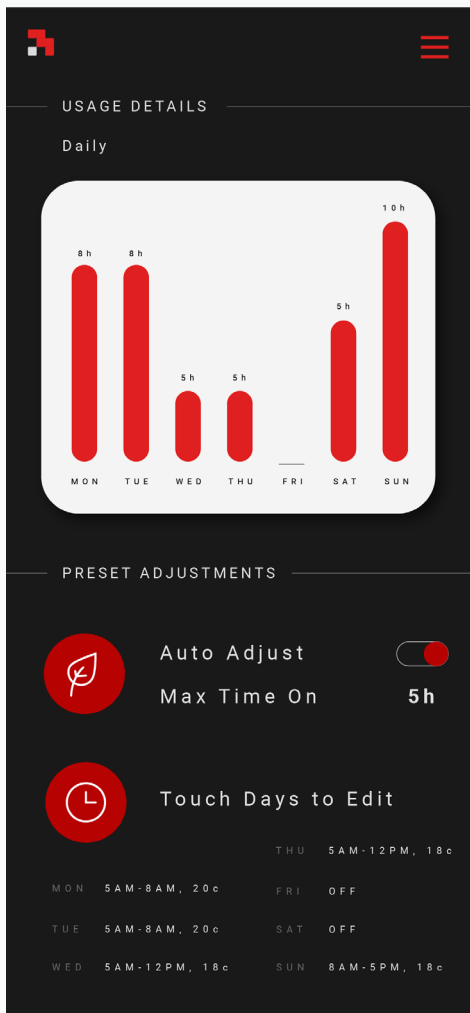 USAGE DETAILS
Daily
10h
8h 8h
5h
5h 5h
MON TUE WED THU FRI SAT SUN
PRESET ADJUSTMENTS
Auto Adjust
Max Time On 5h
Touch Days to Edit
THU 5AM-12PM, 18c
MON 5AM-8AM, 20c
FRI OFF
TUE 5AM-8AM, 20c
SAT OFF
WED 5AM-12PM, 18c
SUN 8AM-5PM, 18c